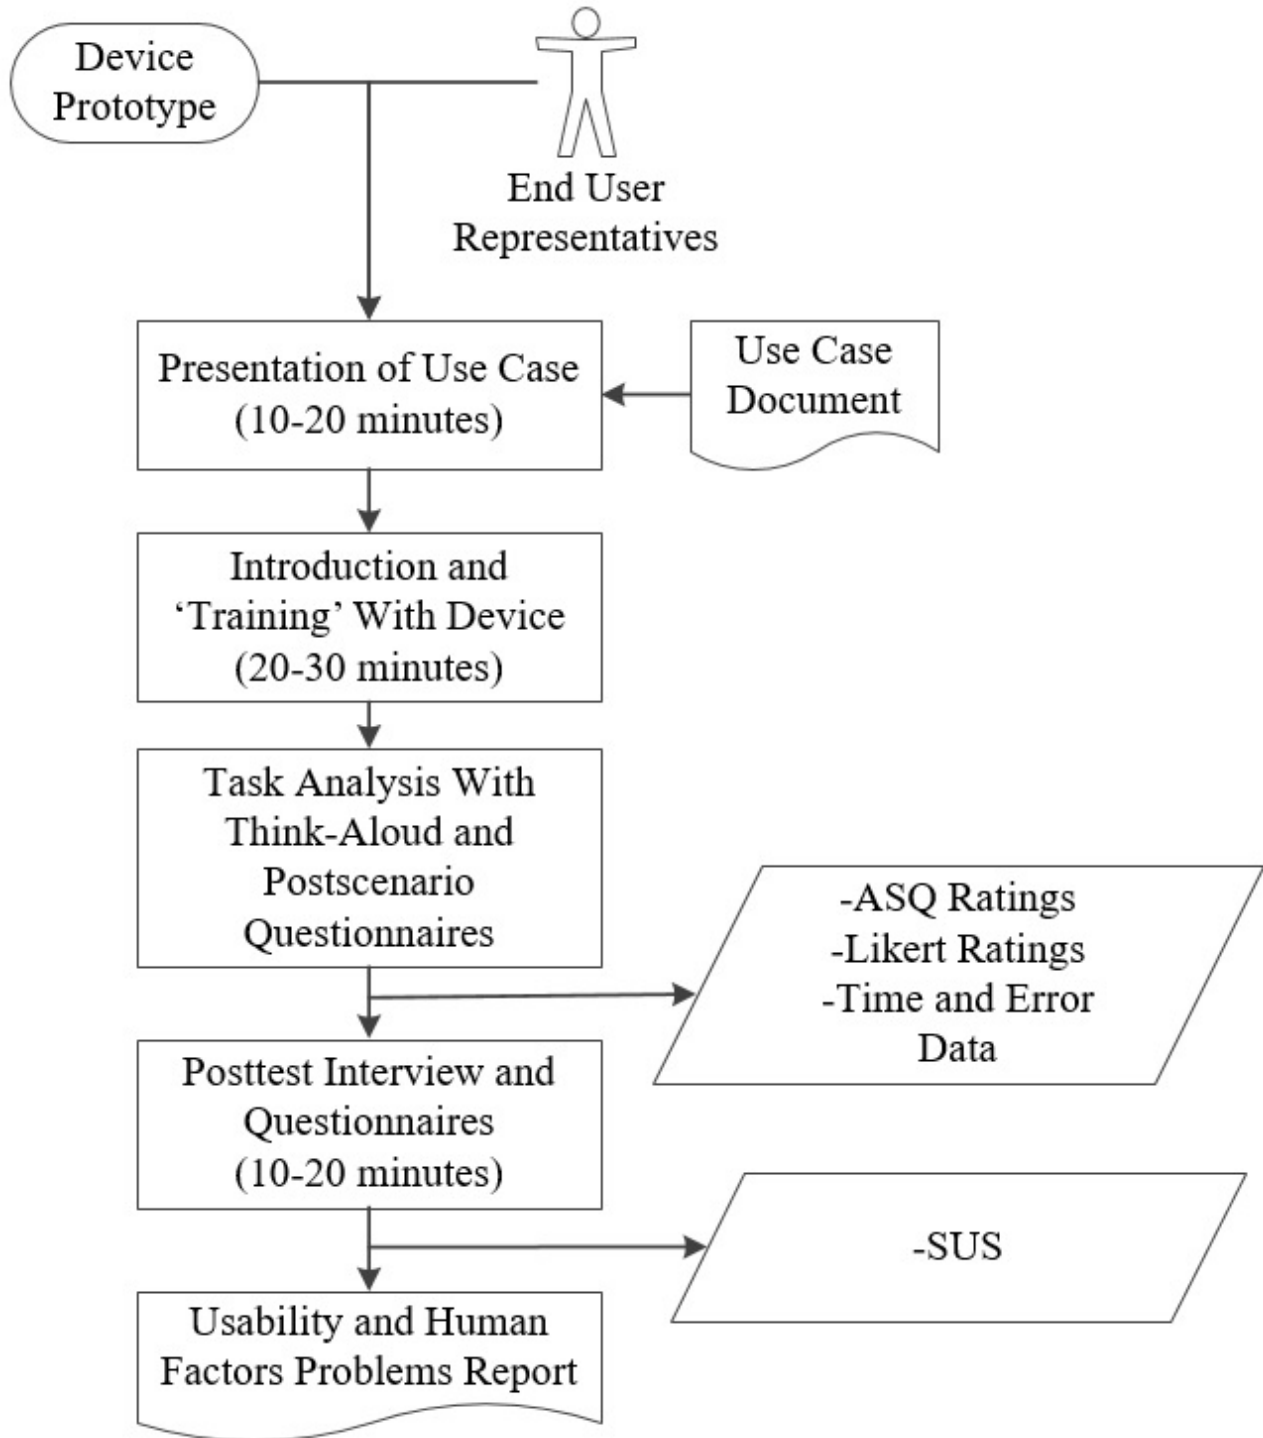 Device
Prototype
End User
Representatives
Presentation of Use Case
(10-20 minutes)
Use Case
Document
Introduction and
‘Training’ With Device
(20-30 minutes)
Task Analysis With
Think-Aloud and
Postscenario
Questionnaires
-ASQ Ratings
-Likert Ratings
-Time and Error
Data
Posttest Interview and
Questionnaires
(10-20 minutes)
-SUS
Usability and Human
Factors Problems Report